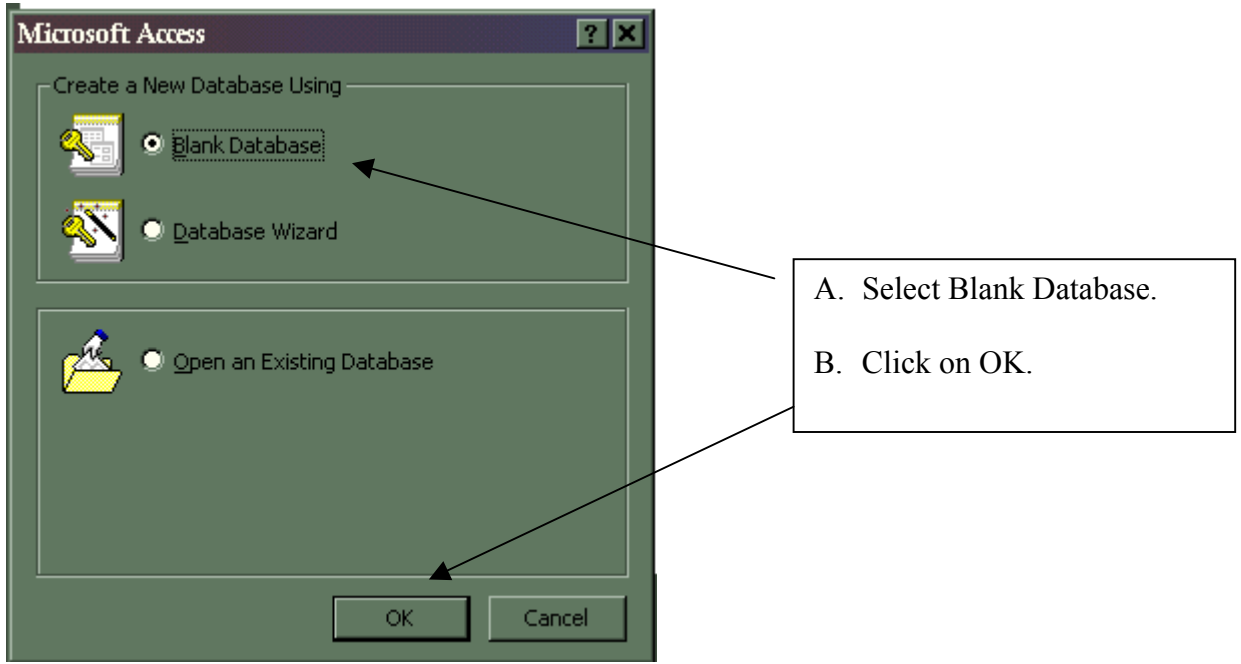 Microsoft Access
Create a New Database Using
Blank Database
Database Wizard
Open an Existing Database
OK Cancel
A. Select Blank Database.
B. Click on OK.